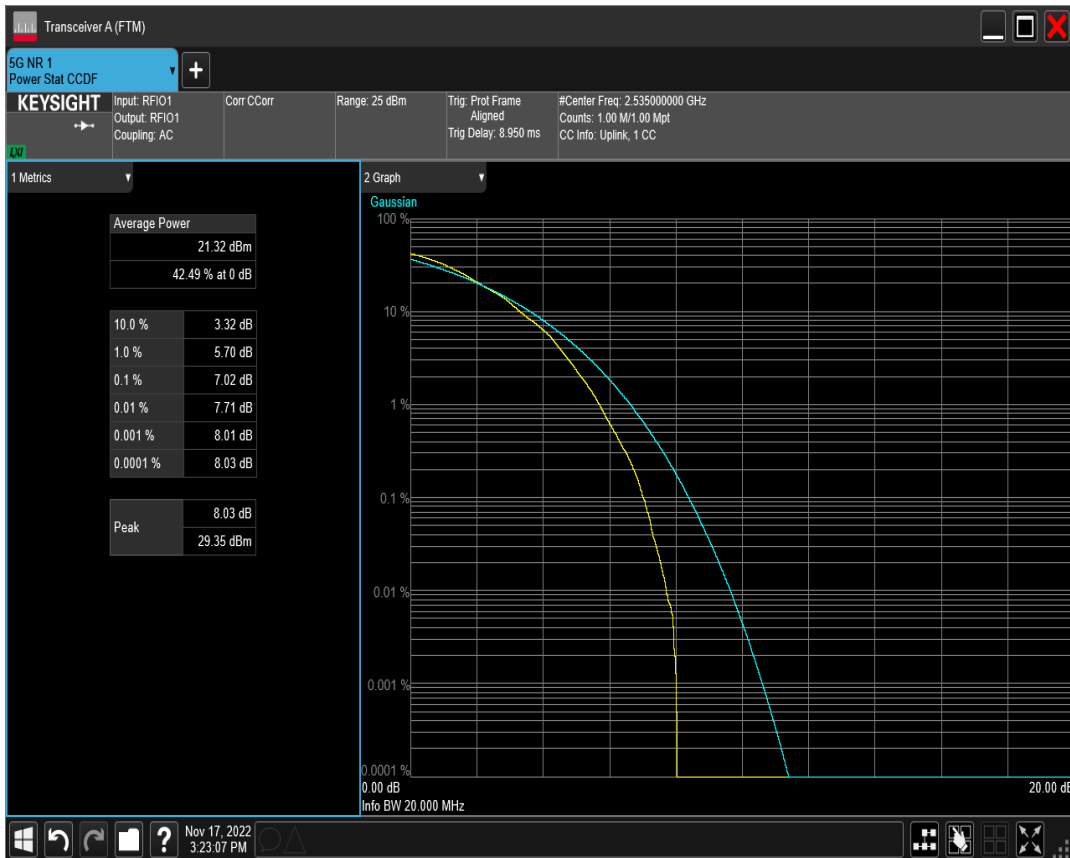 Transceiver A (FTM)
5G NR 1
Power Stat CCDF
+
KEYSIGHT
LXI
Input: RFIO1
Output: RFIO1
Coupling: AC
Corr CCorr
Range: 25 dBm
Trig: Prot Frame
Aligned
Trig Delay: 8.950 ms
#Center Freq: 2.535000000 GHz
Counts: 1.00 M/1.00 Mpt
CC Info: Uplink, 1 CC
1 Metrics
Average Power
21.32 dBm
42.49 % at 0 dB
10.0 % 3.32 dB
1.0 % 5.70 dB
0.1 % 7.02 dB
0.01 % 7.71 dB
0.001 % 8.01 dB
0.0001 % 8.03 dB
Peak 8.03 dB
29.35 dBm
2 Graph
Gaussian
100 %
10 %
1 %
0.1 %
0.01 %
0.001 %
0.0001 %
0.00 dB
20.00 dB
Info BW 20.000 MHz
?
Nov 17, 2022
3:23:07 PM